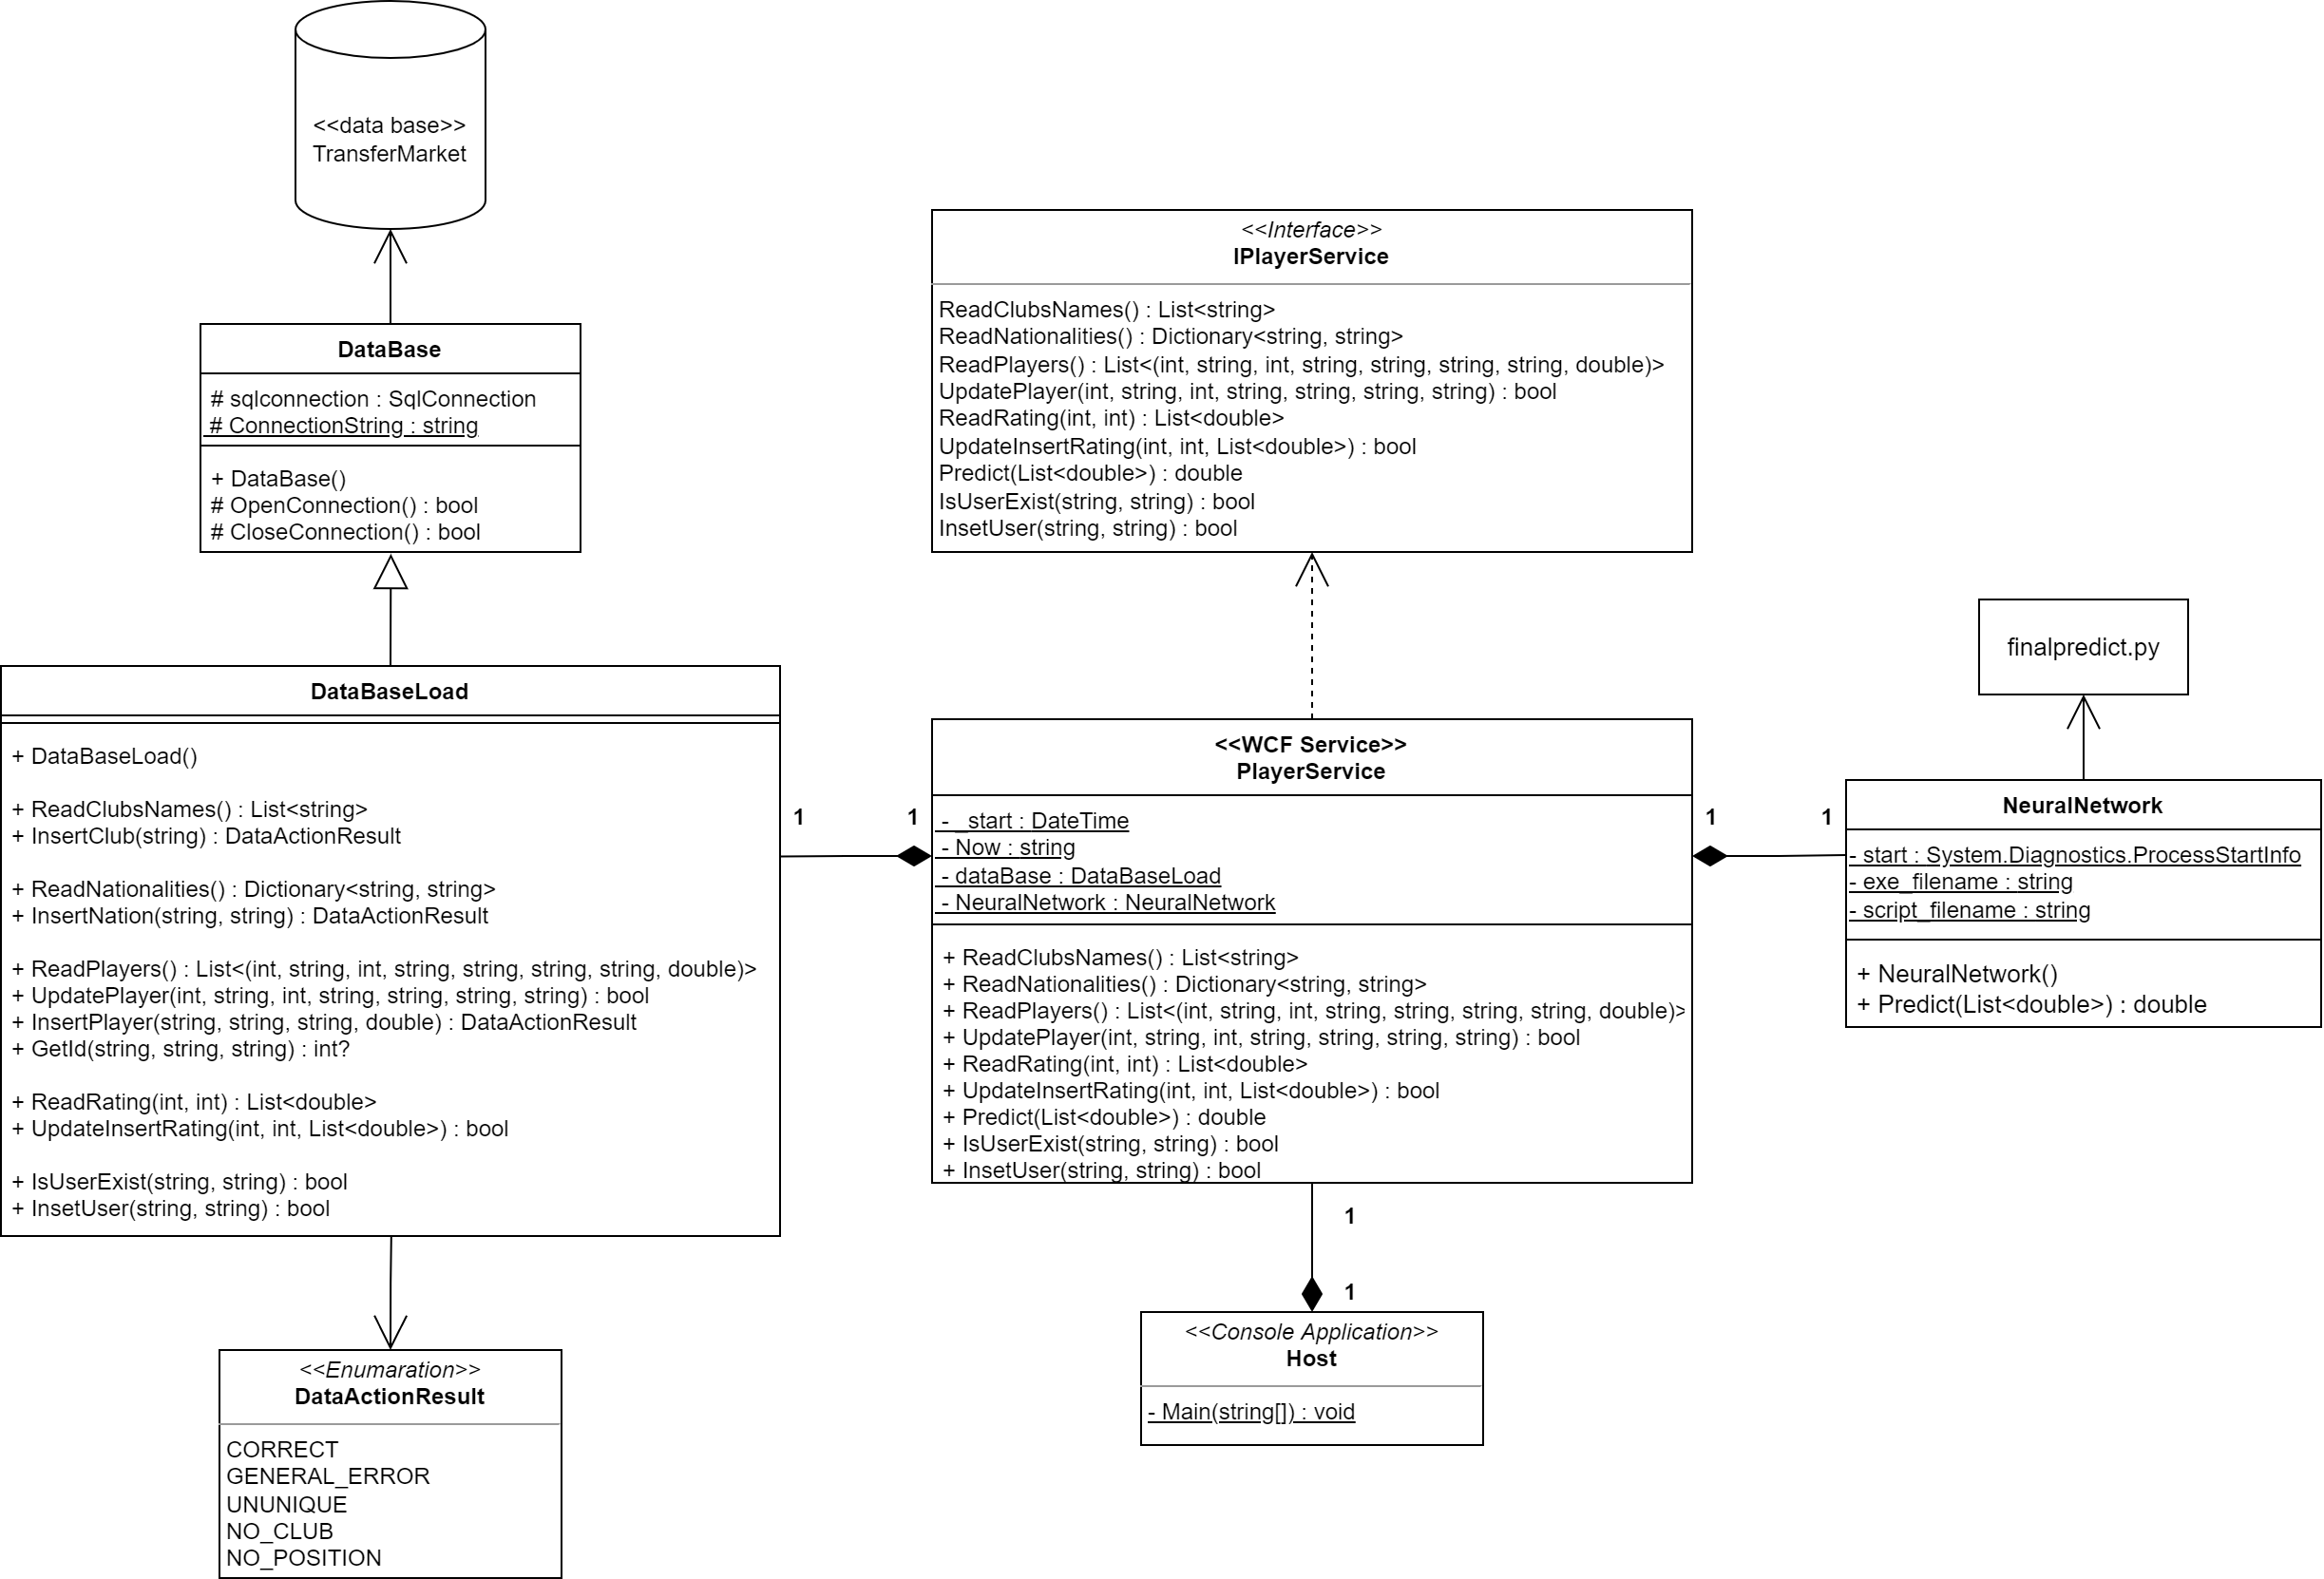 <<data base>>
TransferMarket
DataBase
# sqlconnection : SqlConnection
# ConnectionString : string
+ DataBase()
# OpenConnection() : bool
# CloseConnection() : bool
DataBaseLoad
+ DataBaseLoad()
+ ReadClubsNames() : List<string>
+ InsertClub(string) : DataActionResult
+ ReadNationalities() : Dictionary<string, string>
+ InsertNation(string, string) : DataActionResult
+ ReadPlayers() : List<(int, string, int, string, string, string, string, double)>
+ UpdatePlayer(int, string, int, string, string, string, string) : bool
+ InsertPlayer(string, string, string, double) : DataActionResult
+ GetId(string, string, string) : int?
+ ReadRating(int, int) : List<double>
+ UpdateInsertRating(int, int, List<double>) : bool
+ IsUserExist(string, string) : bool
+ InsetUser(string, string) : bool
<<Enumaration>>
DataActionResult
CORRECT
GENERAL_ERROR
UNUNIQUE
NO_CLUB
NO_POSITION
<<Interface>>
IPlayerService
ReadClubsNames() : List<string>
ReadNationalities() : Dictionary<string, string>
ReadPlayers() : List<(int, string, int, string, string, string, string, double)>
UpdatePlayer(int, string, int, string, string, string, string) : bool
ReadRating(int, int) : List<double>
UpdateInsertRating(int, int, List<double>) : bool
Predict(List<double>) : double
IsUserExist(string, string) : bool
InsetUser(string, string) : bool
1
1
<<WCF Service>>
PlayerService
- _start : DateTime
- Now : string
- dataBase : DataBaseLoad
- NeuralNetwork : NeuralNetwork
+ ReadClubsNames() : List<string>
+ ReadNationalities() : Dictionary<string, string>
+ ReadPlayers() : List<(int, string, int, string, string, string, string, double)>
+ UpdatePlayer(int, string, int, string, string, string, string) : bool
+ ReadRating(int, int) : List<double>
+ UpdateInsertRating(int, int, List<double>) : bool
+ Predict(List<double>) : double
+ IsUserExist(string, string) : bool
+ InsetUser(string, string) : bool
1
1
<<Console Application>>
Host
- Main(string[]) : void
1
1
finalpredict.py
NeuralNetwork
- start : System.Diagnostics.ProcessStartInfo
- exe_filename : string
- script_filename : string
+ NeuralNetwork()
+ Predict(List<double>) : double